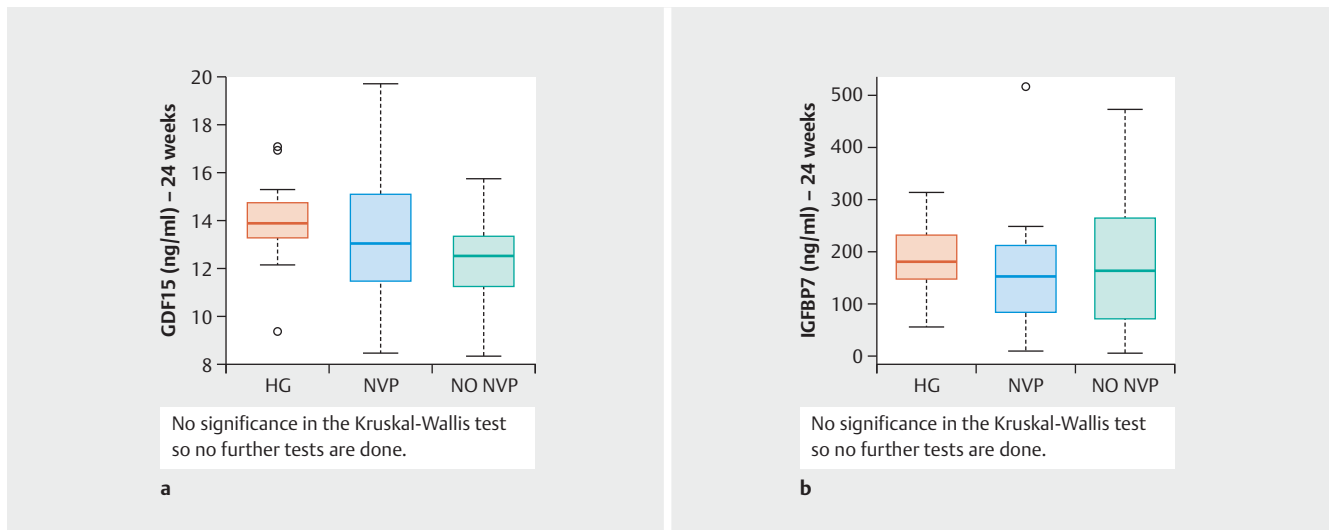 GDF15 (ng/ml) – 24 weeks
20
18
16
14
12
10
8
HG
NVP
NO NVP
No significance in the Kruskal-Wallis test
so no further tests are done.
a
IGFBP7 (ng/ml) – 24 weeks
500
400
300
200
100
0
HG
NVP
NO NVP
No significance in the Kruskal-Wallis test
so no further tests are done.
b